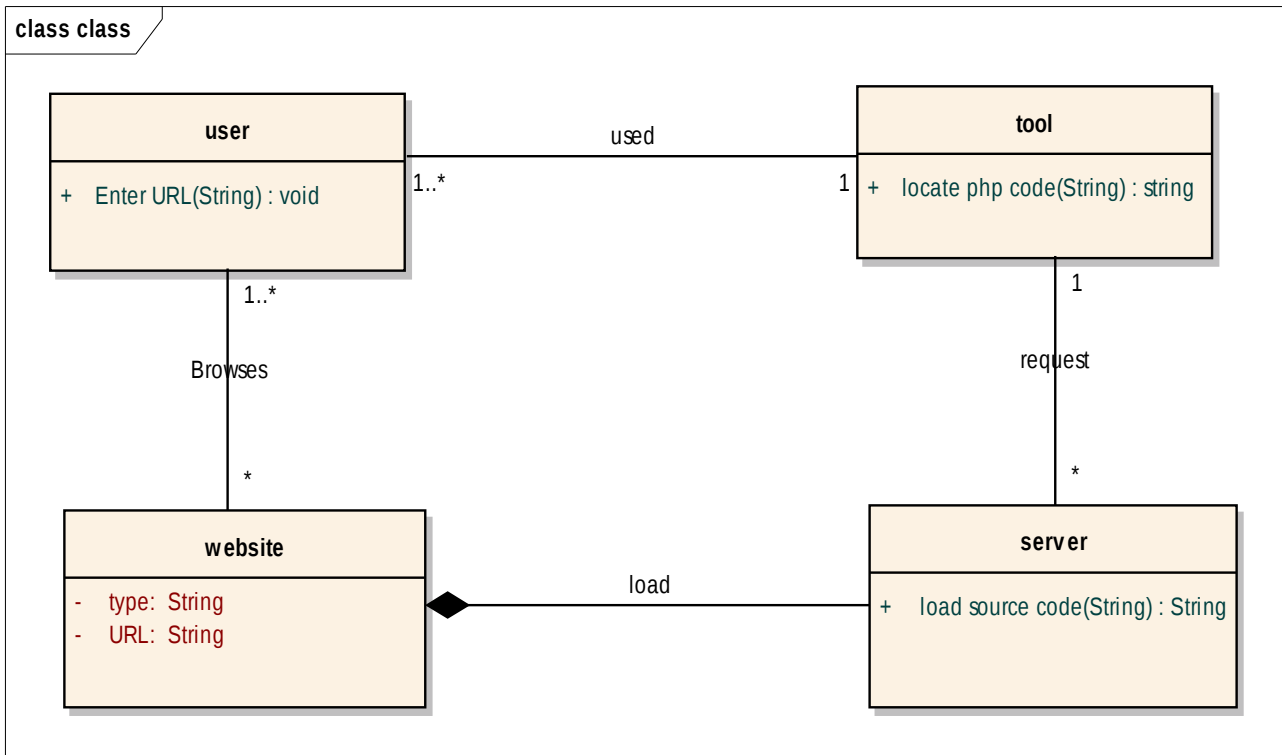 class class
user
+ Enter URL(String) : void
used
1..*
1
tool
+ locate php code(String) : string
1..*
Browses
*
1
request
*
website
- type: String
- URL: String
load
server
+ load source code(String) : String